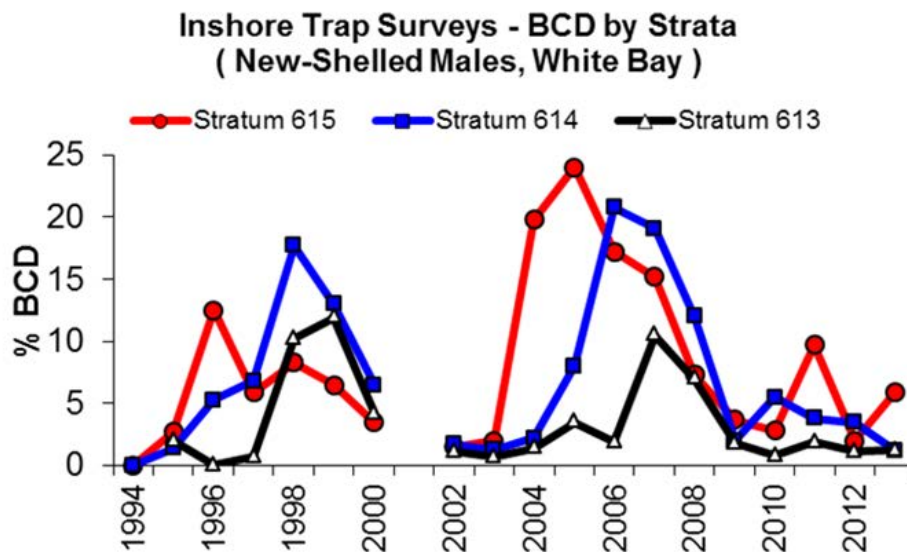 Inshore Trap Surveys - BCD by Strata
( New-Shelled Males, White Bay )
Stratum 615 Stratum 614 Stratum 613
% BCD
25
20
15
10
5
0
1994 1996 1998 2000 2002 2004 2006 2008 2010 2012